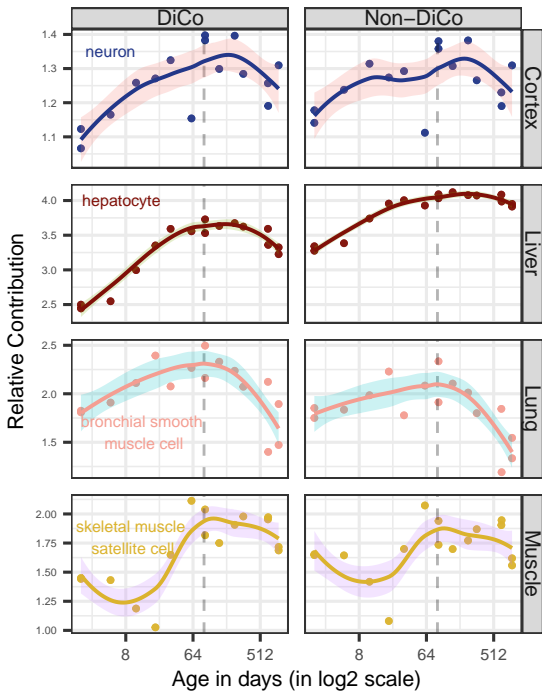 DiCo
Non−DiCo
neuron
1.4
1.3
1.2
1.1
Cortex
hepatocyte
4.0
3.5
3.0
2.5
Liver
Relative Contribution
2.5
2.0
1.5
bronchial smooth
muscle cell
Lung
skeletal muscle
satellite cell
2.00
1.75
1.50
1.25
1.00
Muscle
8
64
512
8
64
512
Age in days (in log2 scale)